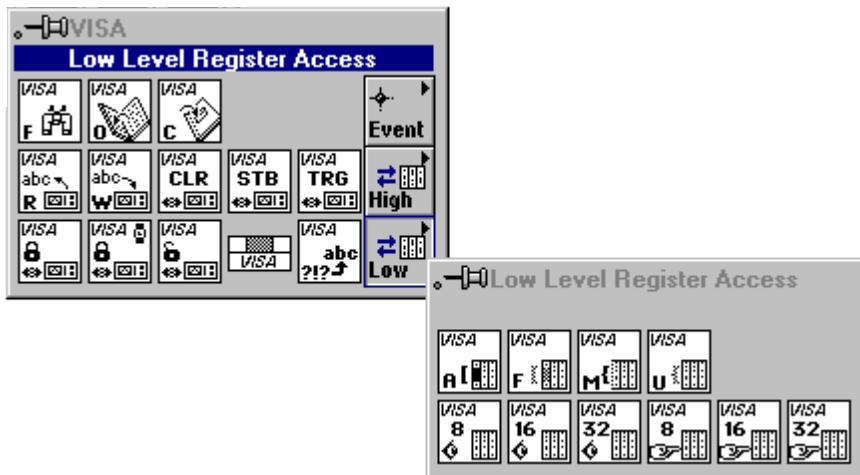 VISA
Low Level Register Access
VISA VISA VISA
F O C Event
VISA VISA VISA VISA VISA
abc abc CLR STB TRG
R W High
VISA VISA VISA VISA
abc
VISA ?!? Low
Low Level Register Access
VISA VISA VISA VISA
A [ F { M { U {
VISA VISA VISA VISA VISA VISA
8 16 32 8 16 32